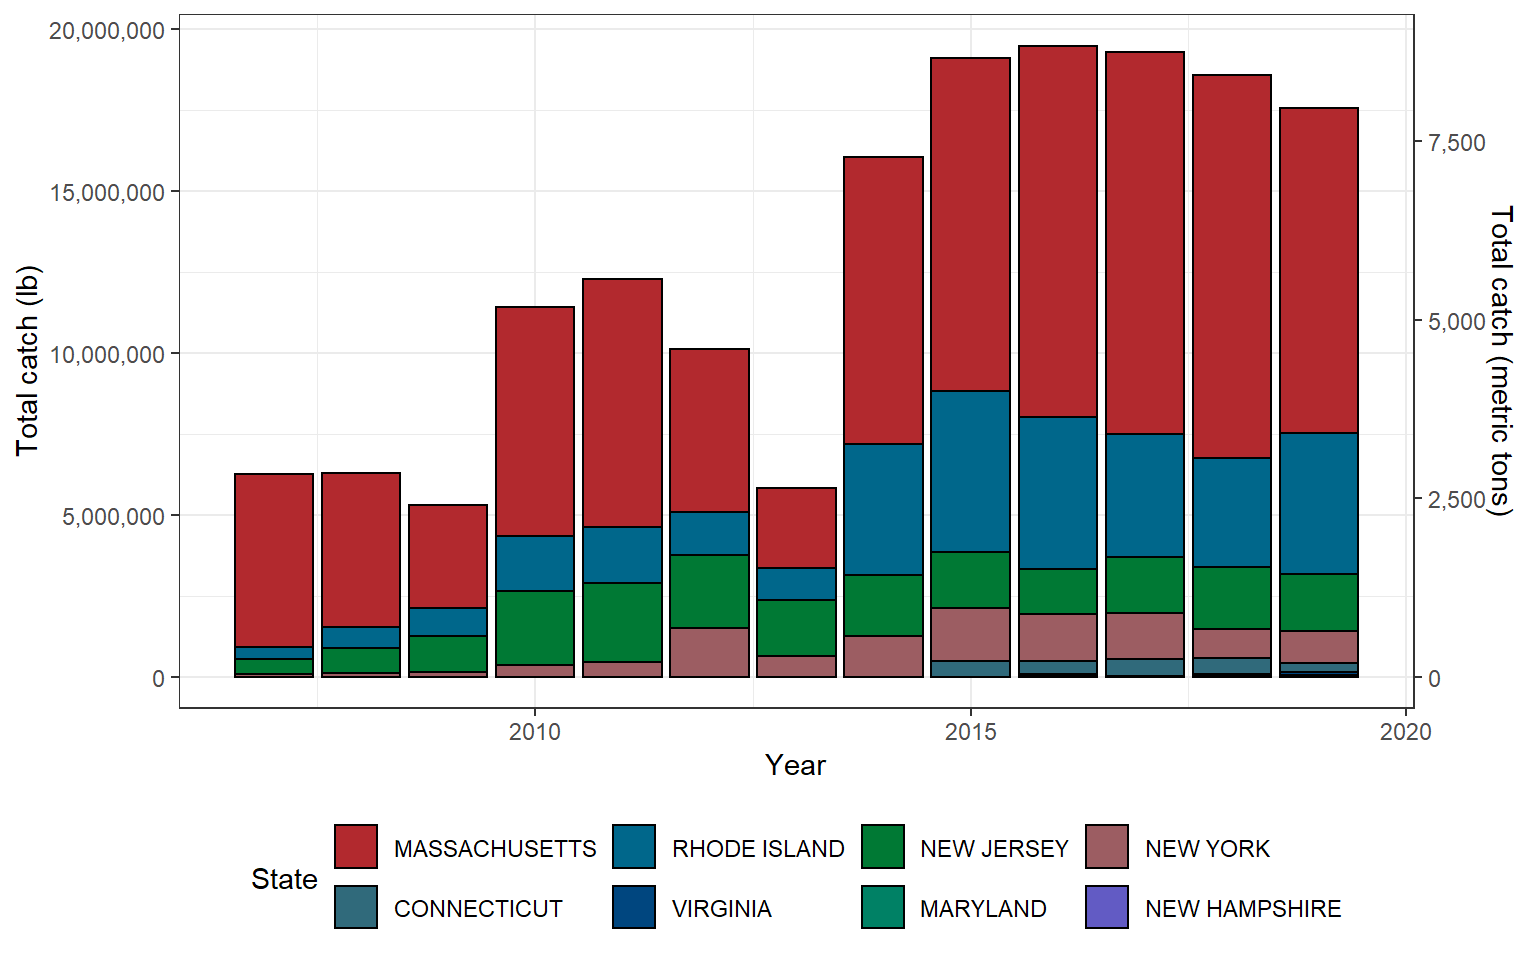 20,000,000
15,000,000
10,000,000
5,000,000
0
Total catch (lb)
7,500
5,000
2,500
0
Total catch (metric tons)
2010 2015 2020
Year
State
MASSACHUSETTS RHODE ISLAND NEW JERSEY NEW YORK
CONNECTICUT VIRGINIA MARYLAND NEW HAMPSHIRE